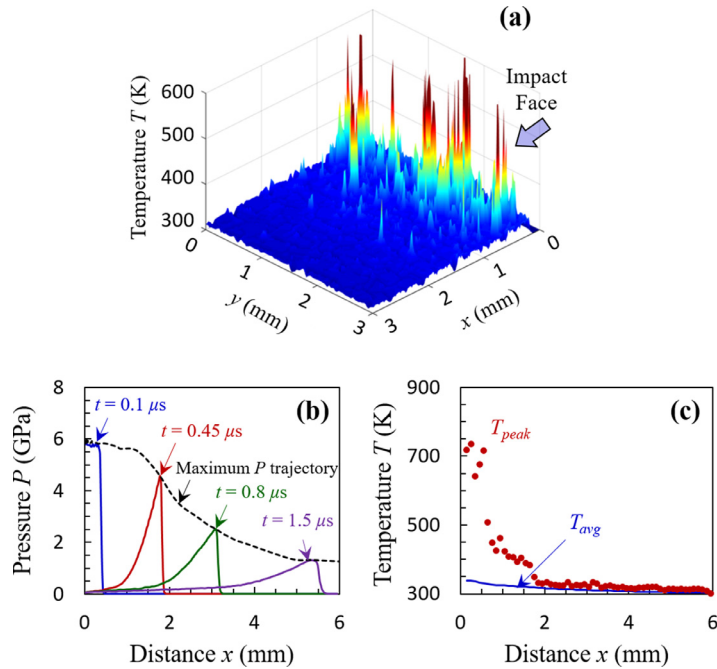 (a)
Impact
Face
Temperature T (K)
600
500
400
300
0
1
2
3
y (mm)
3
2
1
0
x (mm)
(b)
Pressure P (GPa)
8
6
4
2
0
t = 0.1 µs
t = 0.45 µs
Maximum P trajectory
t = 0.8 µs
t = 1.5 µs
0 2 4 6
Distance x (mm)
(c)
Temperature T (K)
900
700
500
300
Tpeak
Tavg
0 2 4 6
Distance x (mm)